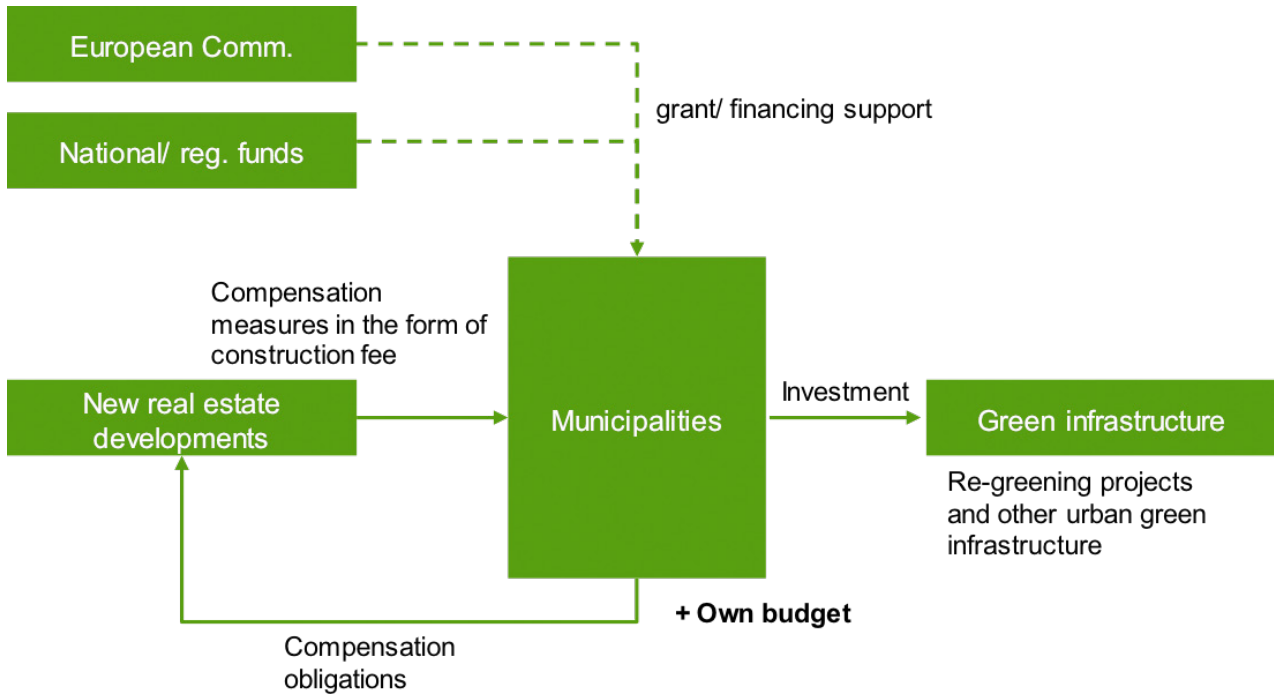 European Comm.
grant/ financing support
National/ reg. funds
Compensation
measures in the form of
construction fee
New real estate
developments
Municipalities
Investment
Green infrastructure
Re-greening projects
and other urban green
infrastructure
+ Own budget
Compensation
obligations